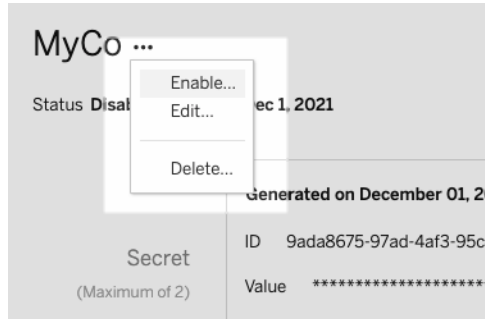 MyCo ...
Enable...
Status Disab ec 1, 2021
Edit...
Delete...
Generated on December 01, 2
ID 9ada8675-97ad-4af3-95c
Secret
(Maximum of 2)
Value *********************